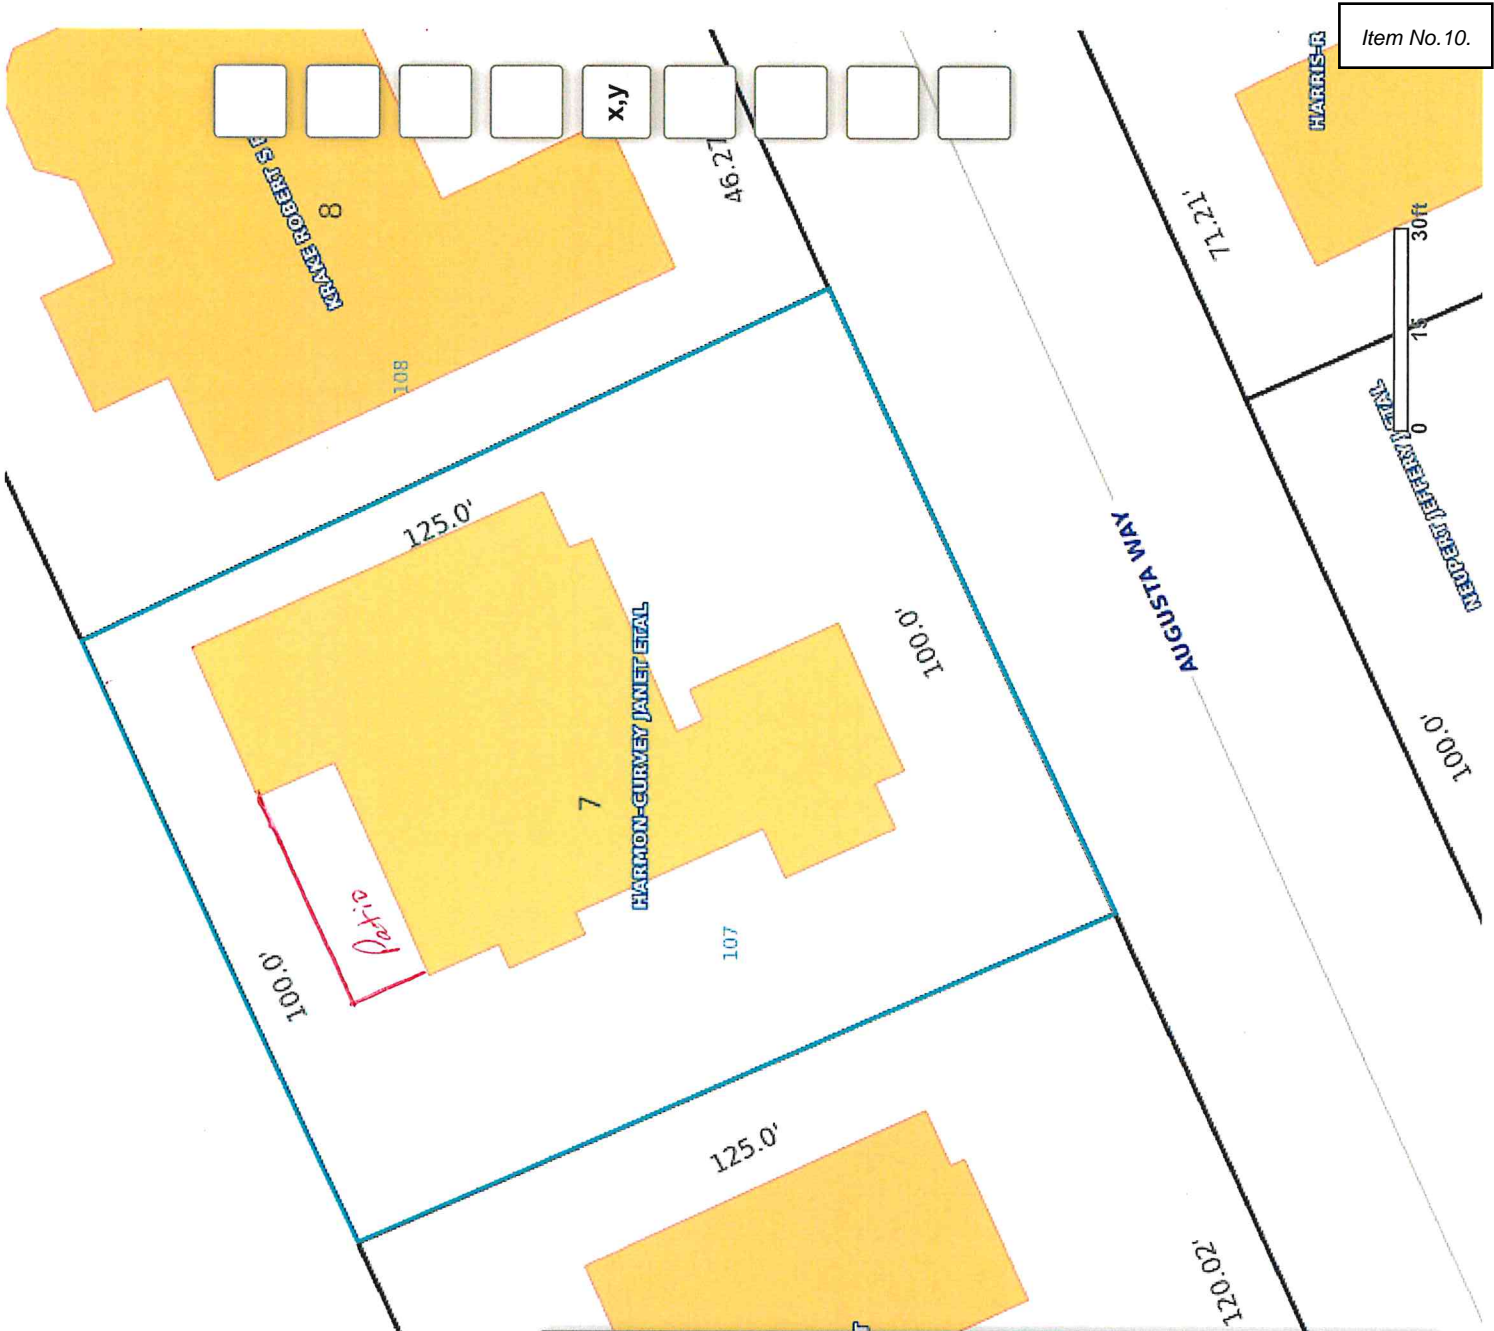 Item No.10.
HARRIS-R
x,y
46.27
71.21'
KRAKE ROBERT S E
8
30ft
15
0
108
NEUPERT JEFFERY J ETAL
125.0'
AUGUSTA WAY
100.0'
HARMON-CURVEY JANET ETAL
7
100.0'
Patio
107
100.0'
125.0'
120.02'